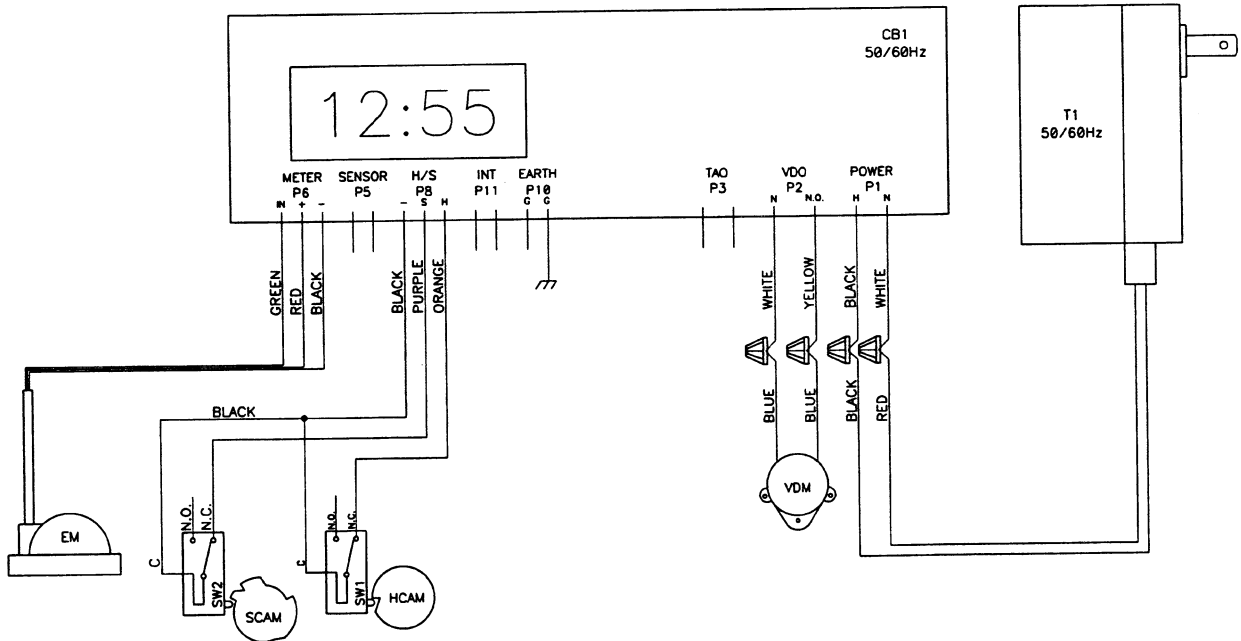 CB1
50/60Hz
12:55
METER
P6
SENSOR
P5
H/S
P8
INT
P11
EARTH
P10
TAO
P3
VDO
P2
POWER
P1
IN + -
- S H
G G
N N.O.
H N
T1
50/60Hz
GREEN
RED
BLACK
BLACK
PURPLE
ORANGE
WHITE
YELLOW
BLACK
WHITE
BLUE
BLUE
BLACK
RED
BLACK
N.O.
N.C.
C
SW2
SCAM
N.O.
N.C.
C
SW1
HCAM
EM
VDM